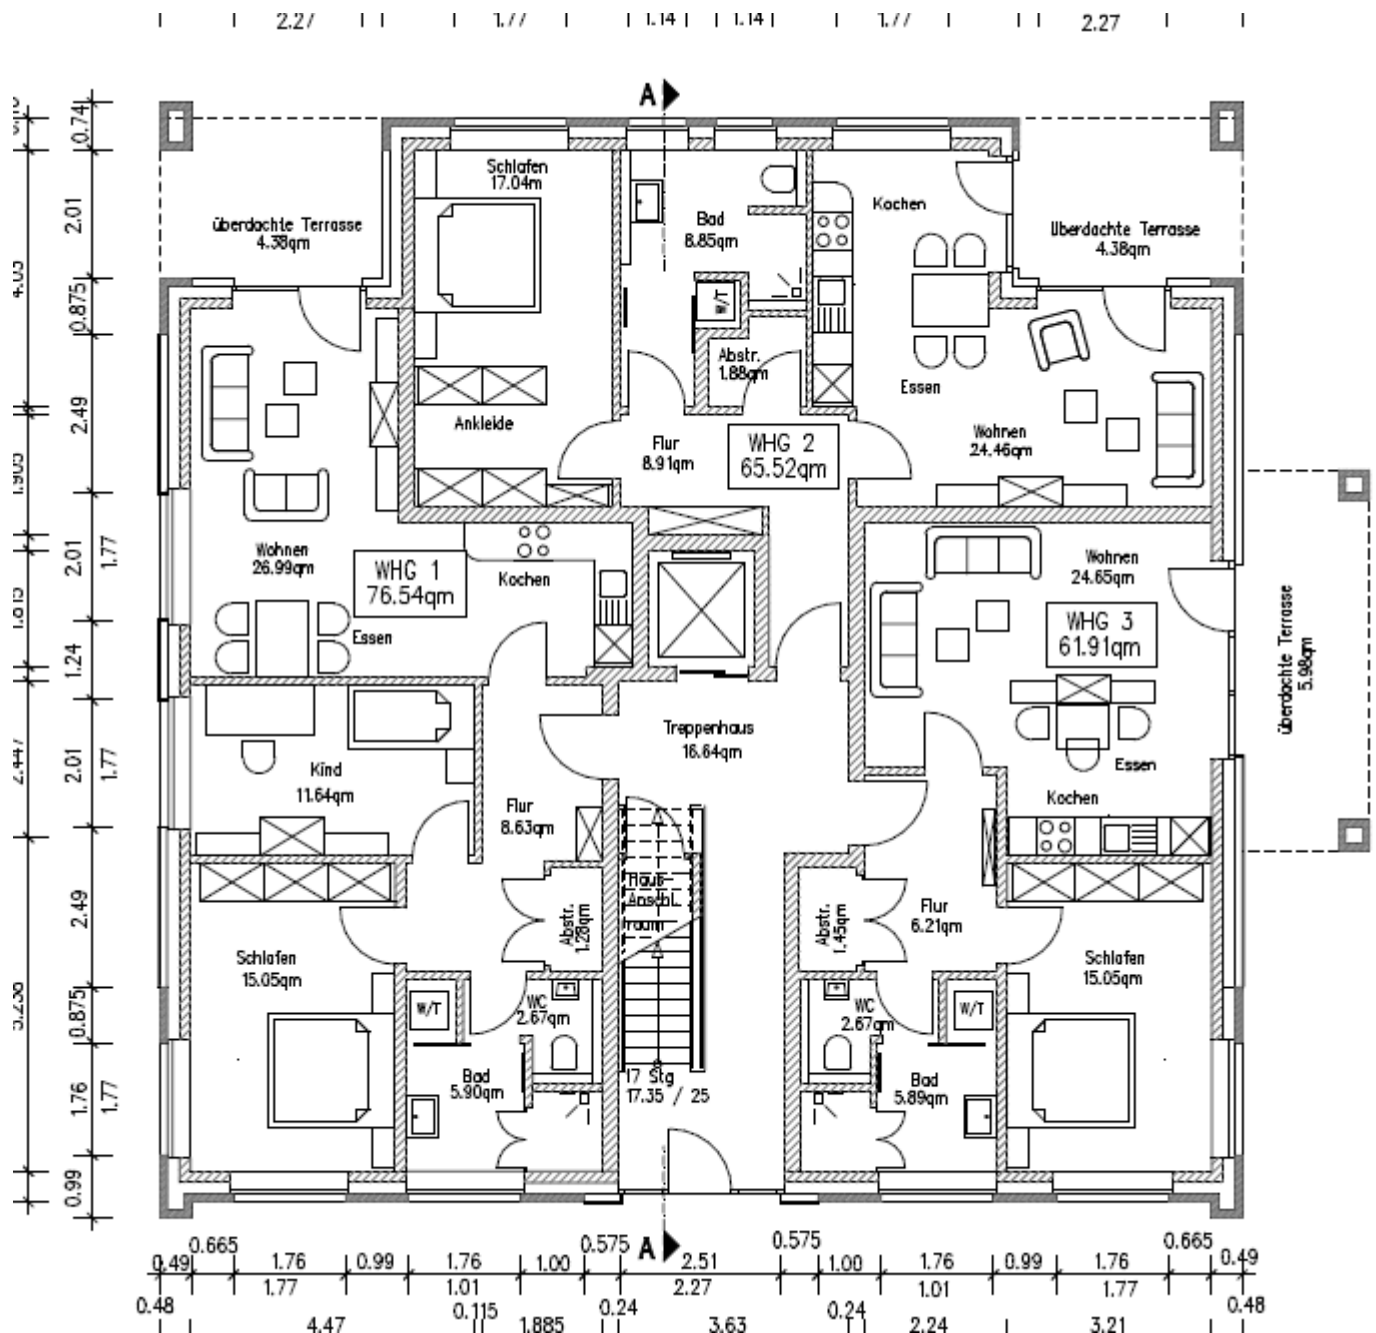 2.27
1.77
1.14
1.14
1.77
2.27
A
0.74
2.01
0.875
2.49
2.01
1.77
1.24
2.01
1.77
2.49
0.875
1.76
1.77
0.99
Schlafen
17.04m
Bad
8.85qm
Kochen
überdachte Terrasse
4.38qm
Überdachte Terrasse
4.38qm
W/T
Abstr.
1.88qm
Essen
Ankleide
Flur
8.91qm
WHG 2
65.52qm
Wohnen
24.46qm
Wohnen
26.99qm
WHG 1
76.54qm
Kochen
Essen
Wohnen
24.65qm
WHG 3
61.91qm
überdachte Terrasse
5.98qm
Treppenhaus
16.64qm
Essen
Kochen
Kind
11.64qm
Flur
8.63qm
Haus-
Anschl.
raum
Abstr.
1.28qm
Abstr.
1.45qm
Flur
6.21qm
Schlafen
15.05qm
Schlafen
15.05qm
W/T
WC
2.67qm
WC
2.67qm
W/T
Bad
5.90qm
17 Stg
17.35 / 25
Bad
5.89qm
A
0.49
0.665
1.76
0.99
1.76
1.00
0.575
2.51
0.575
1.00
1.76
0.99
1.76
0.665
0.49
1.77
1.01
2.27
1.01
1.77
0.48
0.115
0.24
0.24
0.48
4.47
1.885
3.63
2.24
3.21